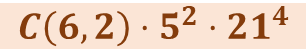 C(6,2) · 5² · 21⁴